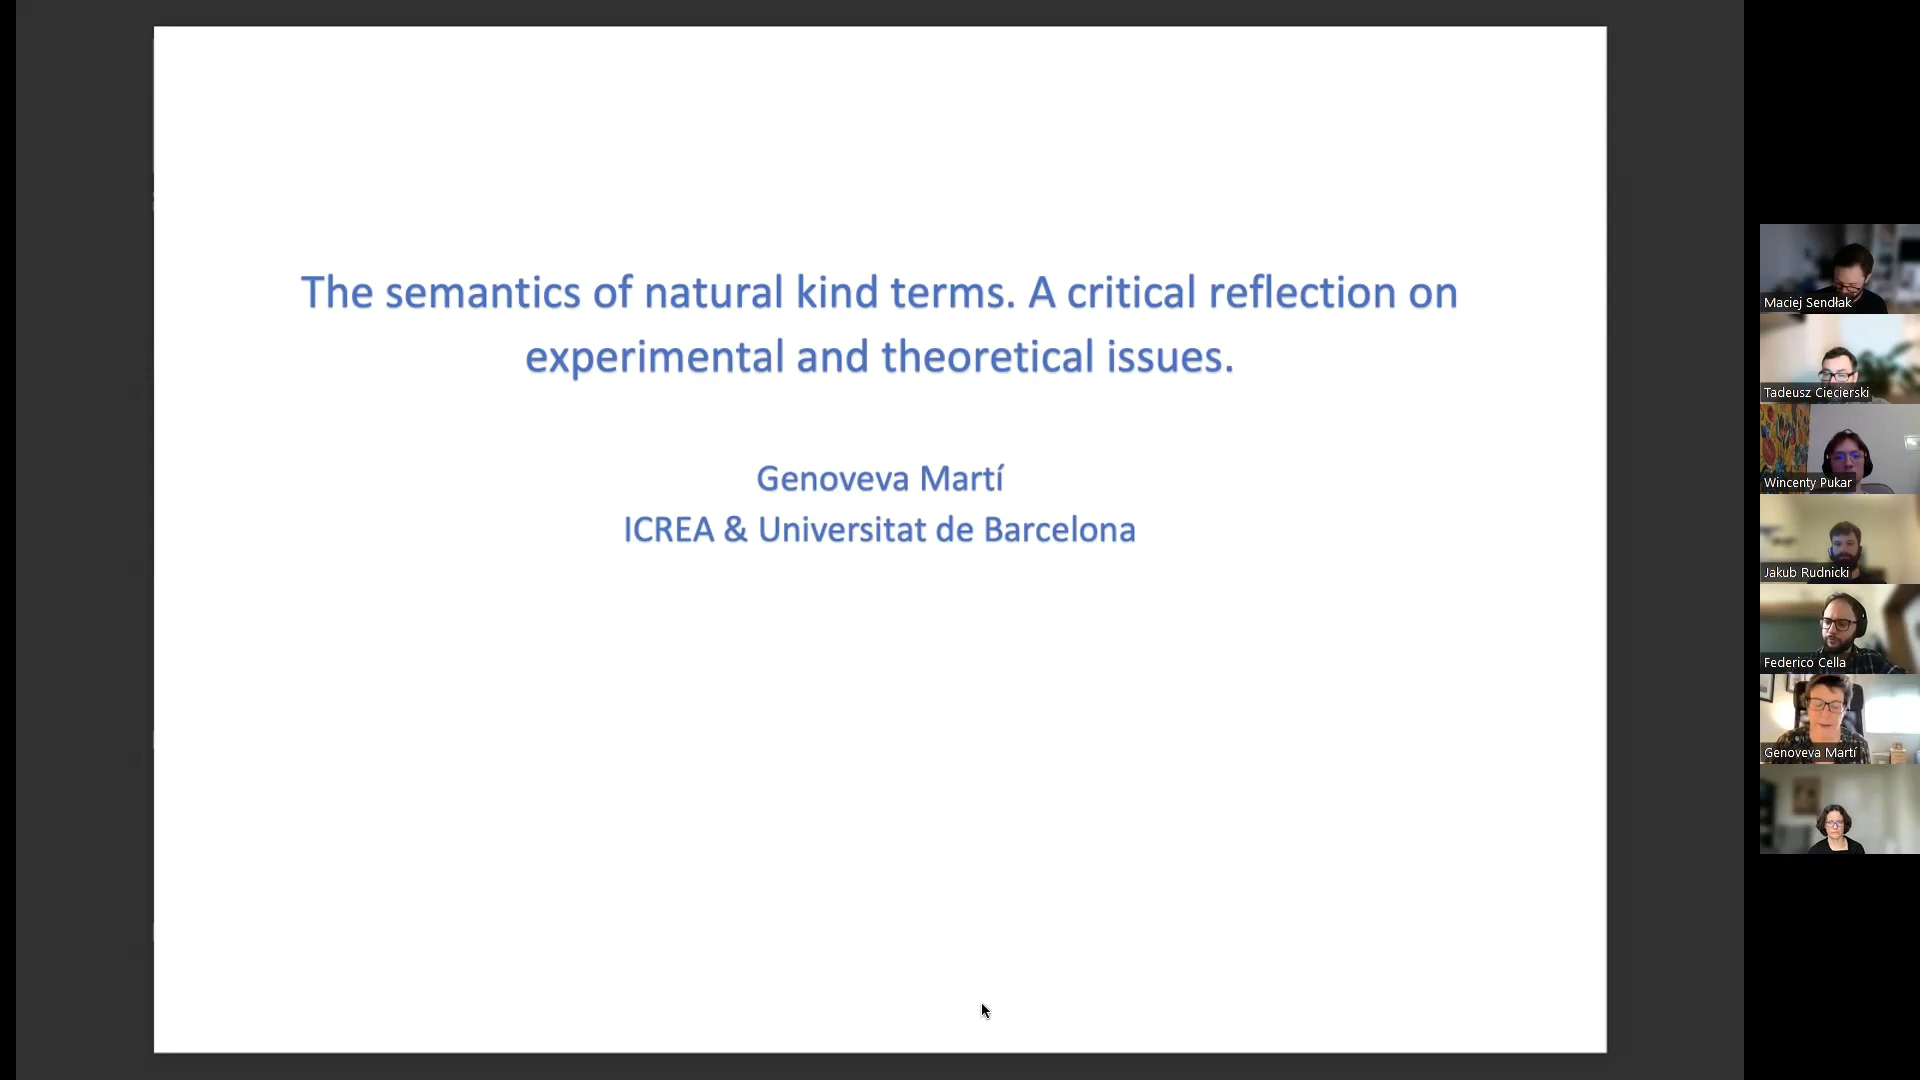 The semantics of natural kind terms. A critical reflection on
experimental and theoretical issues.
Genoveva Martí
ICREA & Universitat de Barcelona
Maciej Sendłak
Tadeusz Ciecierski
Wincenty Pukar
Jakub Rudnicki
Federico Cella
Genoveva Martí